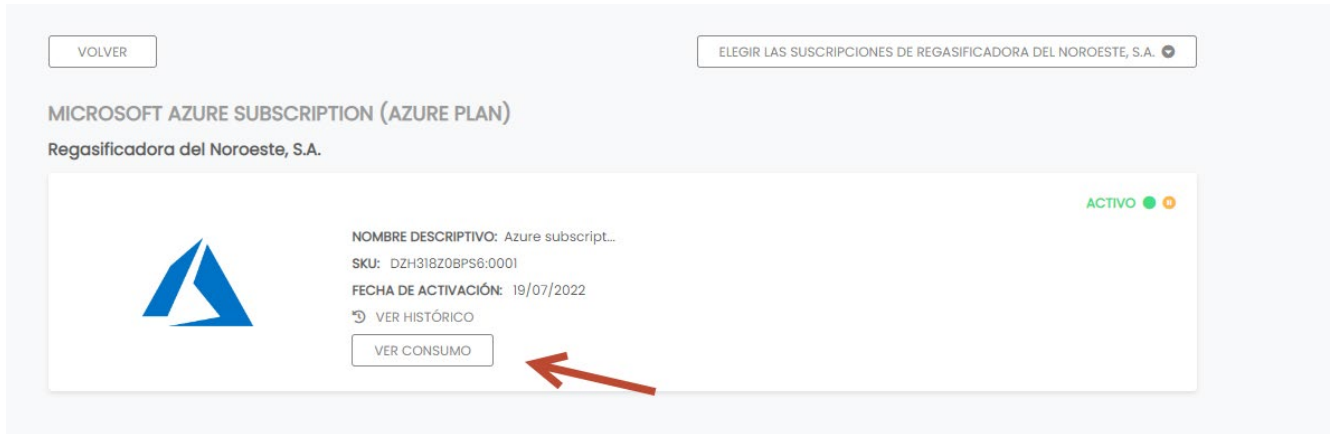 VOLVER
ELEGIR LAS SUSCRIPCIONES DE REGASIFICADORA DEL NOROESTE, S.A.
MICROSOFT AZURE SUBSCRIPTION (AZURE PLAN)
Regasificadora del Noroeste, S.A.
ACTIVO
NOMBRE DESCRIPTIVO: Azure subscript...
SKU: DZH318Z0BPS6:0001
FECHA DE ACTIVACIÓN: 19/07/2022
VER HISTÓRICO
VER CONSUMO